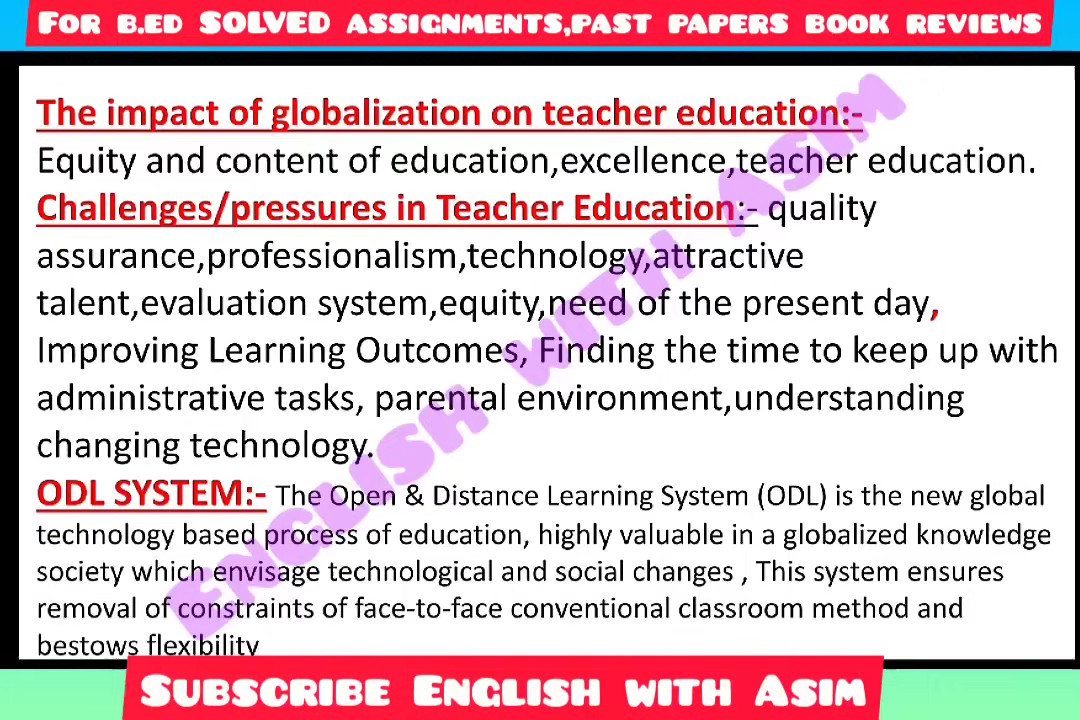 For B.Ed SOLVED assignments,past papers book reviews
The impact of globalization on teacher education:-
Equity and content of education,excellence,teacher education.
Challenges/pressures in Teacher Education:- quality
assurance,professionalism,technology,attractive
talent,evaluation system,equity,need of the present day,
Improving Learning Outcomes, Finding the time to keep up with
administrative tasks, parental environment,understanding
changing technology.
ODL SYSTEM:- The Open & Distance Learning System (ODL) is the new global
technology based process of education, highly valuable in a globalized knowledge
society which envisage technological and social changes , This system ensures
removal of constraints of face-to-face conventional classroom method and
bestows flexibility
English with Asim
Subscribe English with Asim